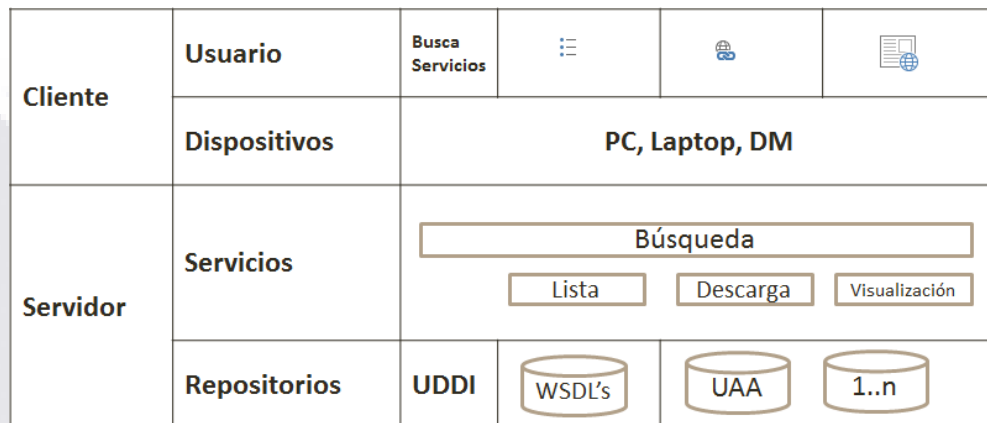 Cliente
Usuario
Busca
Servicios
Dispositivos
PC, Laptop, DM
Servidor
Servicios
Búsqueda
Lista
Descarga
Visualización
Repositorios
UDDI
WSDL's
UAA
1..n